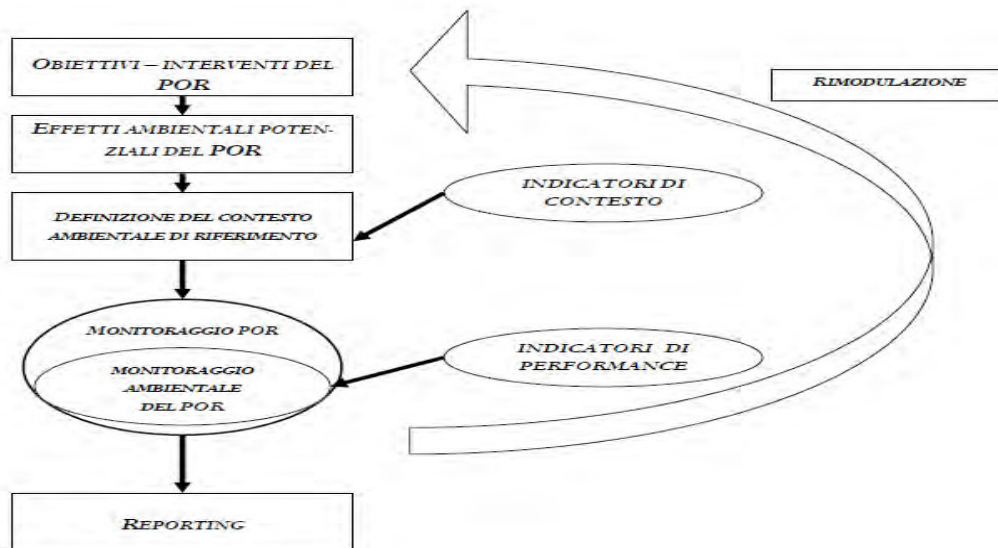 OBIETTIVI – INTERVENTI DEL
POR
RIMODULAZIONE
EFFETTI AMBIENTALI POTEN-
ZIALI DEL POR
INDICATORI DI
CONTESTO
DEFINIZIONE DEL CONTESTO
AMBIENTALE DI RIFERIMENTO
MONITORAGGIO POR
MONITORAGGIO
AMBIENTALE
DEL POR
INDICATORI DI
PERFORMANCE
REPORTING